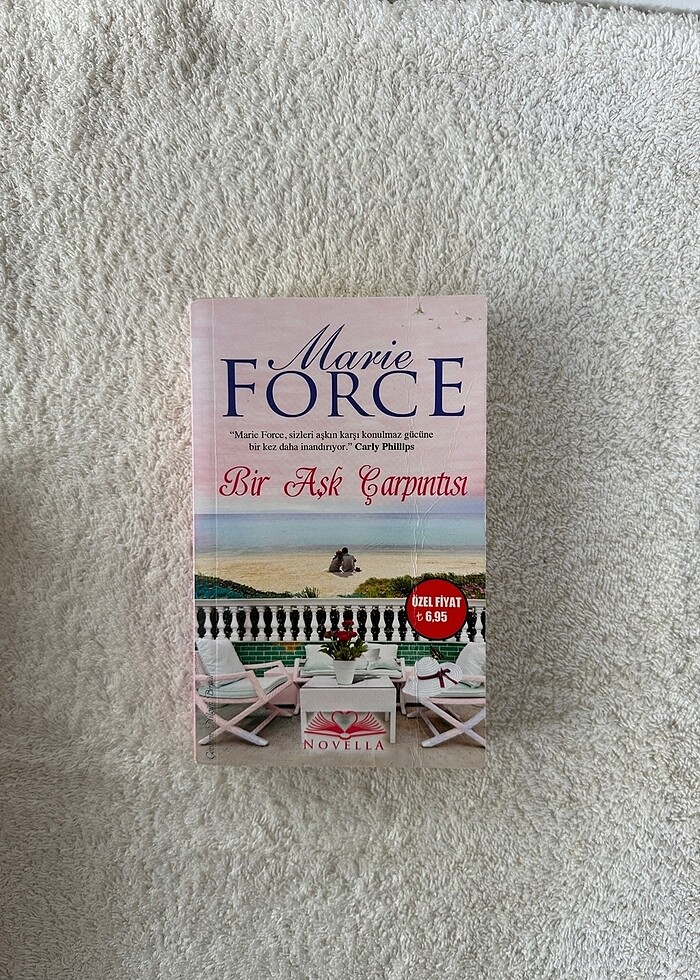 Marie
FORCE
“Marie Force, sizleri aşkın karşı konulmaz gücüne
bir kez daha inandırıyor.” Carly Phillips
Bir Aşk Çarpıntısı
ÖZEL FİYAT
₺ 6,95
NOVELLA